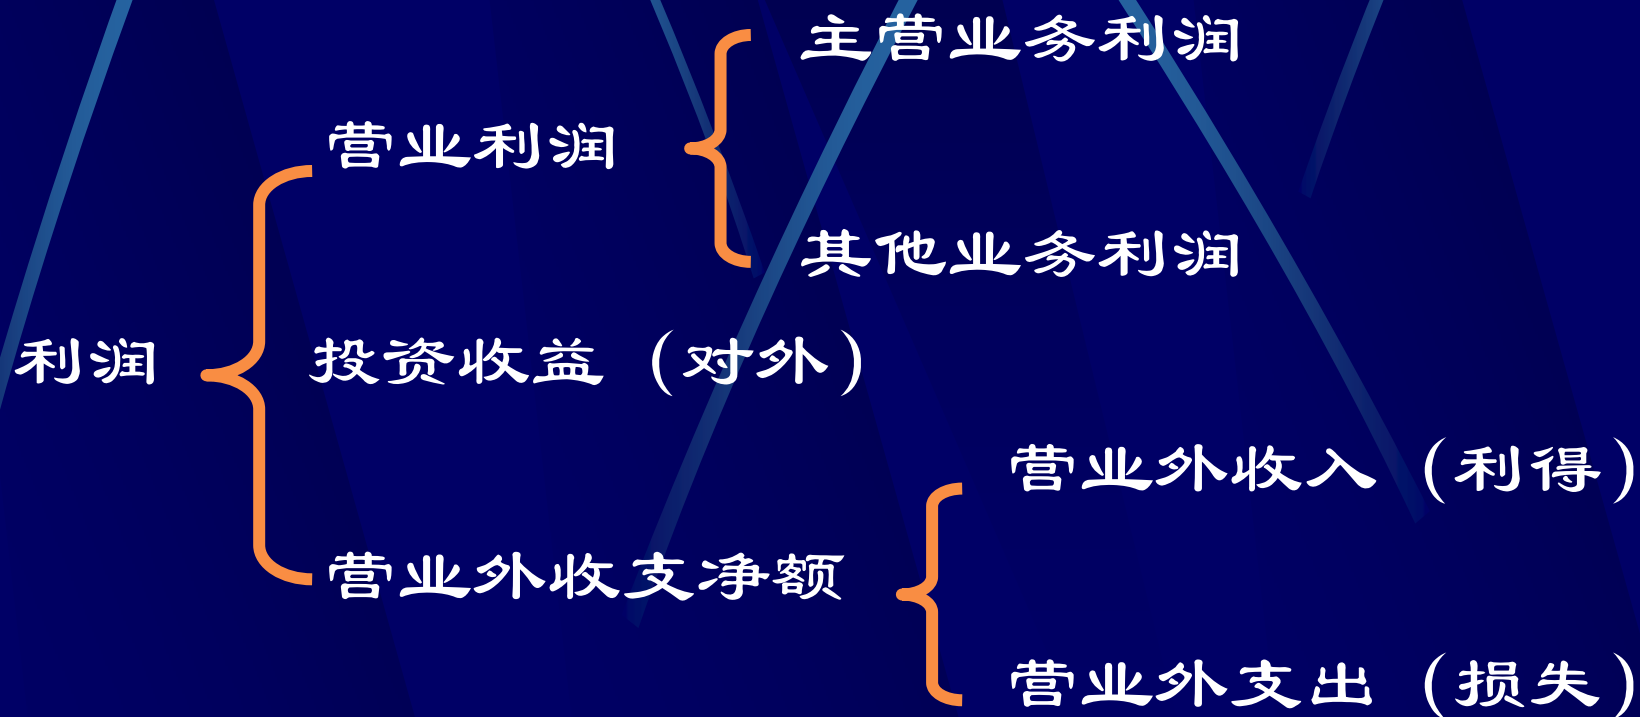 主营业务利润
营业利润
其他业务利润
利润
投资收益（对外）
营业外收入（利得）
营业外收支净额
营业外支出（损失）